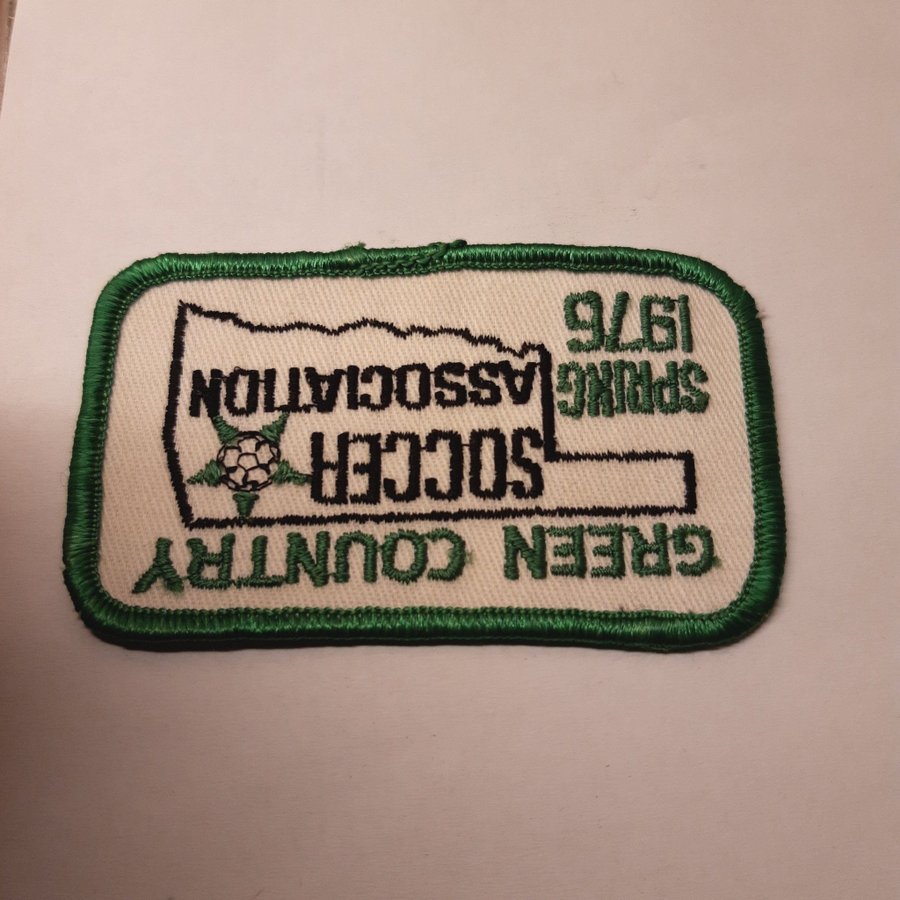 GREEN COUNTRY
SOCCER
ASSOCIATION
SPRING
1976